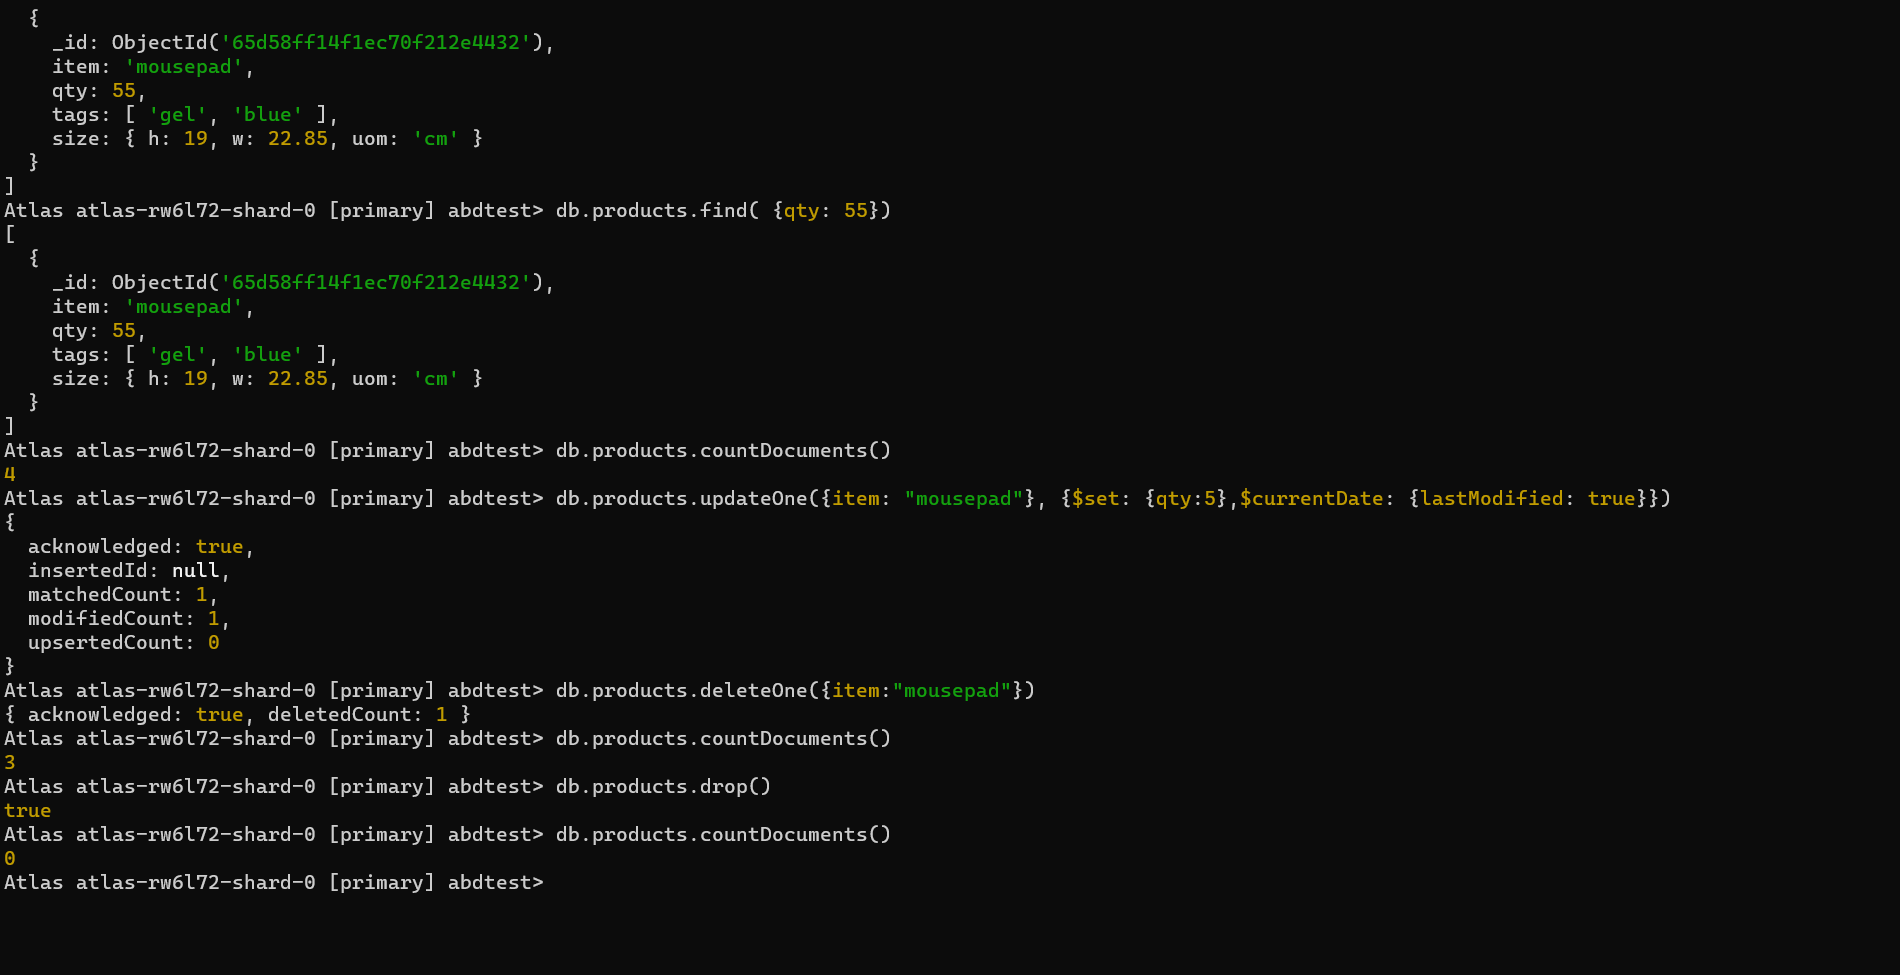 {
_id: ObjectId('65d58ff14f1ec70f212e4432'),
item: 'mousepad',
qty: 55,
tags: [ 'gel', 'blue' ],
size: { h: 19, w: 22.85, uom: 'cm' }
}
]
Atlas atlas-rw6l72-shard-0 [primary] abdtest> db.products.find( {qty: 55})
[
{
_id: ObjectId('65d58ff14f1ec70f212e4432'),
item: 'mousepad',
qty: 55,
tags: [ 'gel', 'blue' ],
size: { h: 19, w: 22.85, uom: 'cm' }
}
]
Atlas atlas-rw6l72-shard-0 [primary] abdtest> db.products.countDocuments()
4
Atlas atlas-rw6l72-shard-0 [primary] abdtest> db.products.updateOne({item: "mousepad"}, {$set: {qty:5},$currentDate: {lastModified: true}})
{
acknowledged: true,
insertedId: null,
matchedCount: 1,
modifiedCount: 1,
upsertedCount: 0
}
Atlas atlas-rw6l72-shard-0 [primary] abdtest> db.products.deleteOne({item:"mousepad"})
{ acknowledged: true, deletedCount: 1 }
Atlas atlas-rw6l72-shard-0 [primary] abdtest> db.products.countDocuments()
3
Atlas atlas-rw6l72-shard-0 [primary] abdtest> db.products.drop()
true
Atlas atlas-rw6l72-shard-0 [primary] abdtest> db.products.countDocuments()
0
Atlas atlas-rw6l72-shard-0 [primary] abdtest>